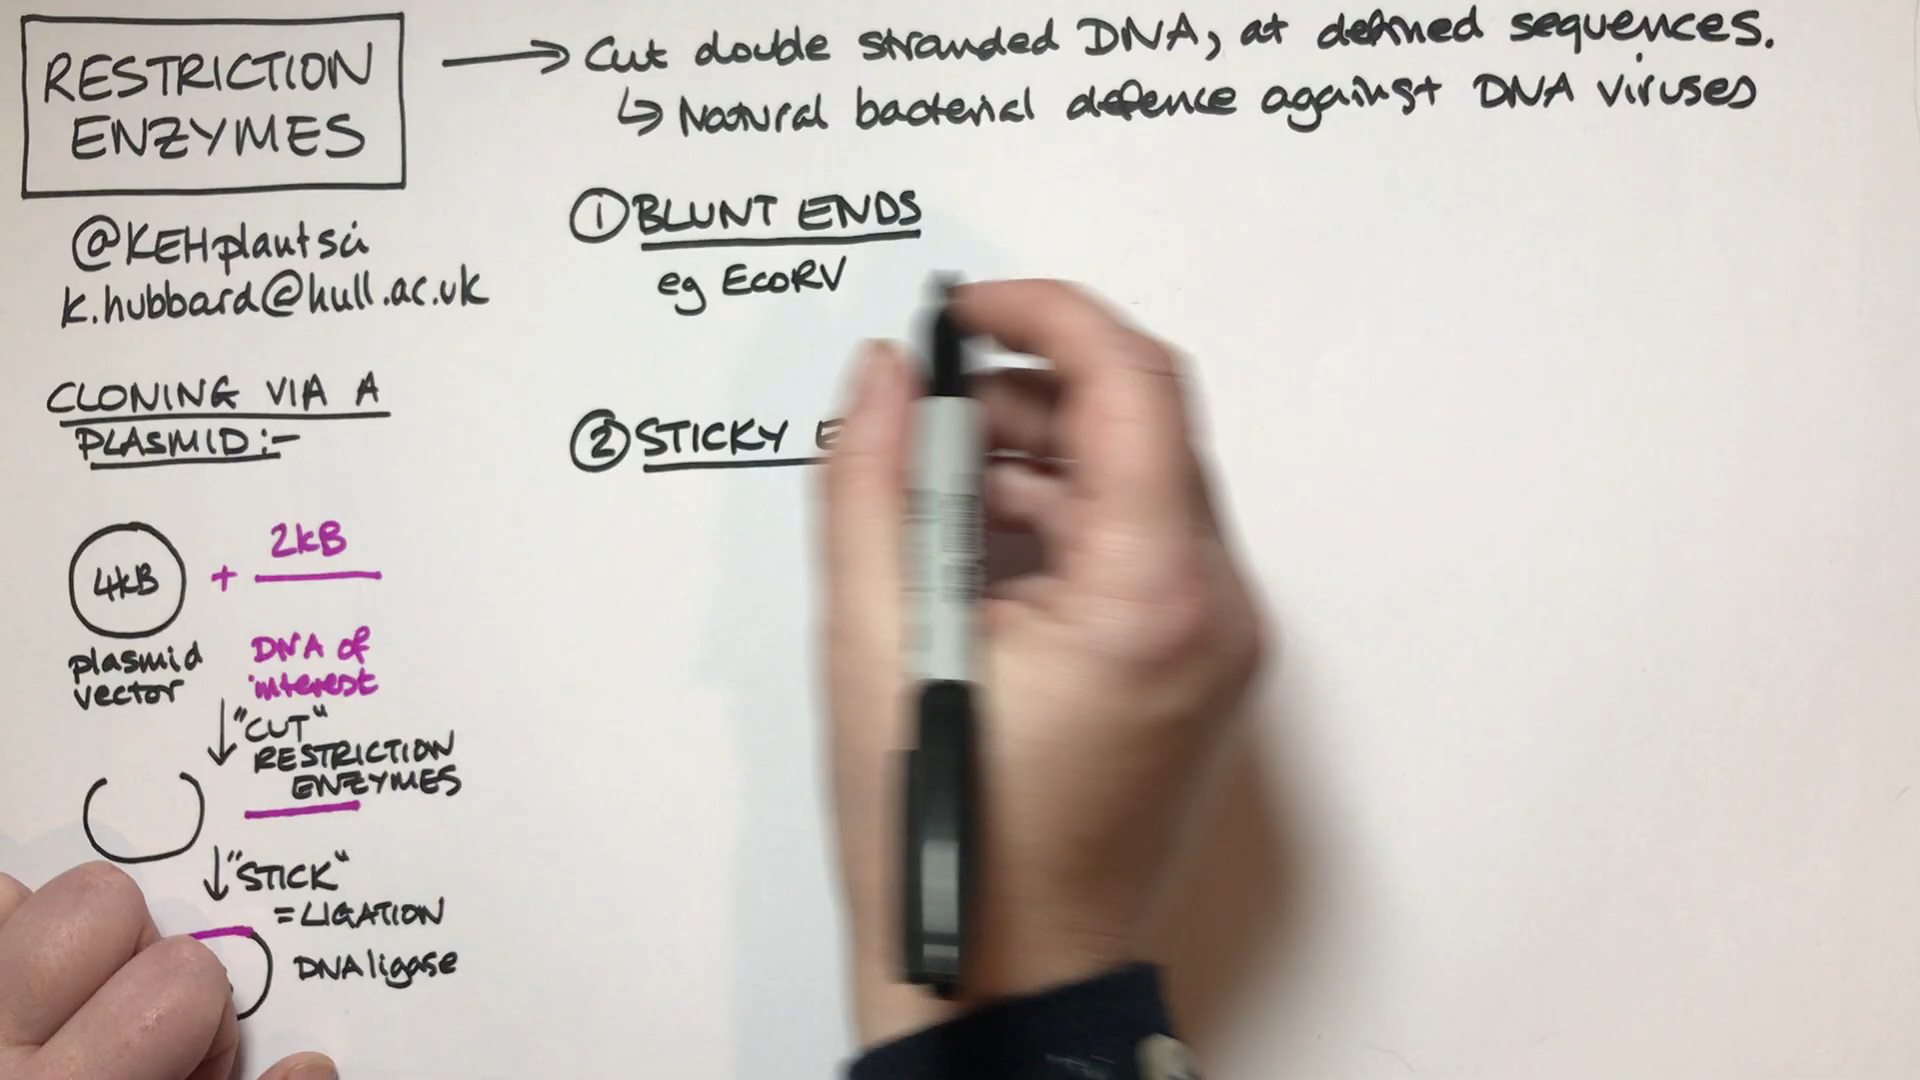 RESTRICTION
ENZYMES
@KEHplantsci
k.hubbard@hull.ac.uk
Cut double stranded DNA, at defined sequences.
Natural bacterial defence against DNA viruses
① BLUNT ENDS
eg EcoRV
② STICKY E
CLONING VIA A
PLASMID:-
4kB
+
2kB
plasmid
vector
DNA of
interest
"CUT"
RESTRICTION
ENZYMES
"STICK"
= LIGATION
DNA ligase